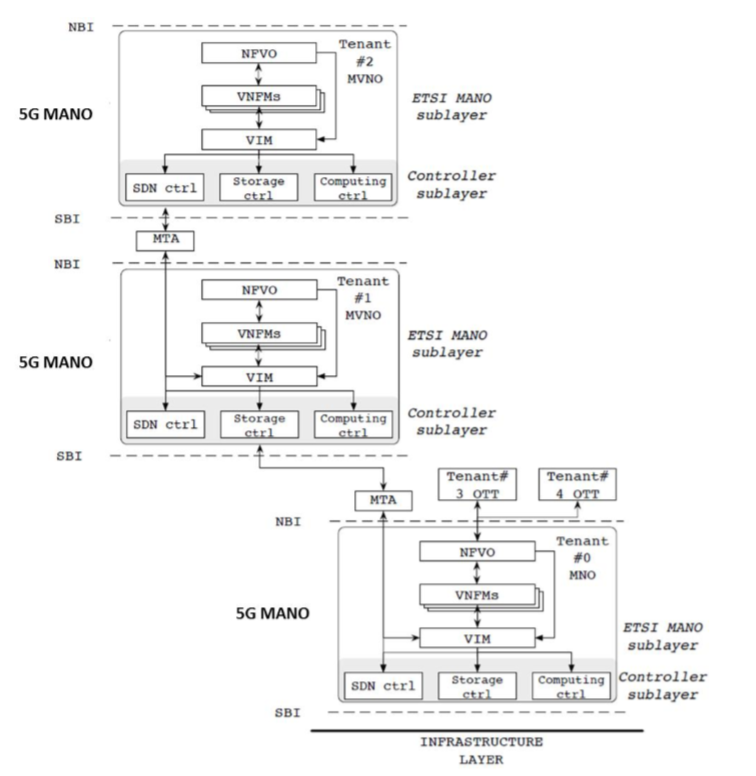 NBI
Tenant
#2
MVNO
NFVO
VNFMs
ETSI MANO
sublayer
5G MANO
VIM
Controller
sublayer
SDN ctrl
Storage
ctrl
Computing
ctrl
SBI
MTA
NBI
Tenant
#1
MVNO
NFVO
VNFMs
ETSI MANO
sublayer
5G MANO
VIM
Controller
sublayer
SDN ctrl
Storage
ctrl
Computing
ctrl
SBI
MTA
Tenant#
3 OTT
Tenant#
4 OTT
NBI
Tenant
#0
MNO
NFVO
VNFMs
5G MANO
ETSI MANO
sublayer
VIM
Controller
sublayer
SDN ctrl
Storage
ctrl
Computing
ctrl
SBI
INFRASTRUCTURE
LAYER